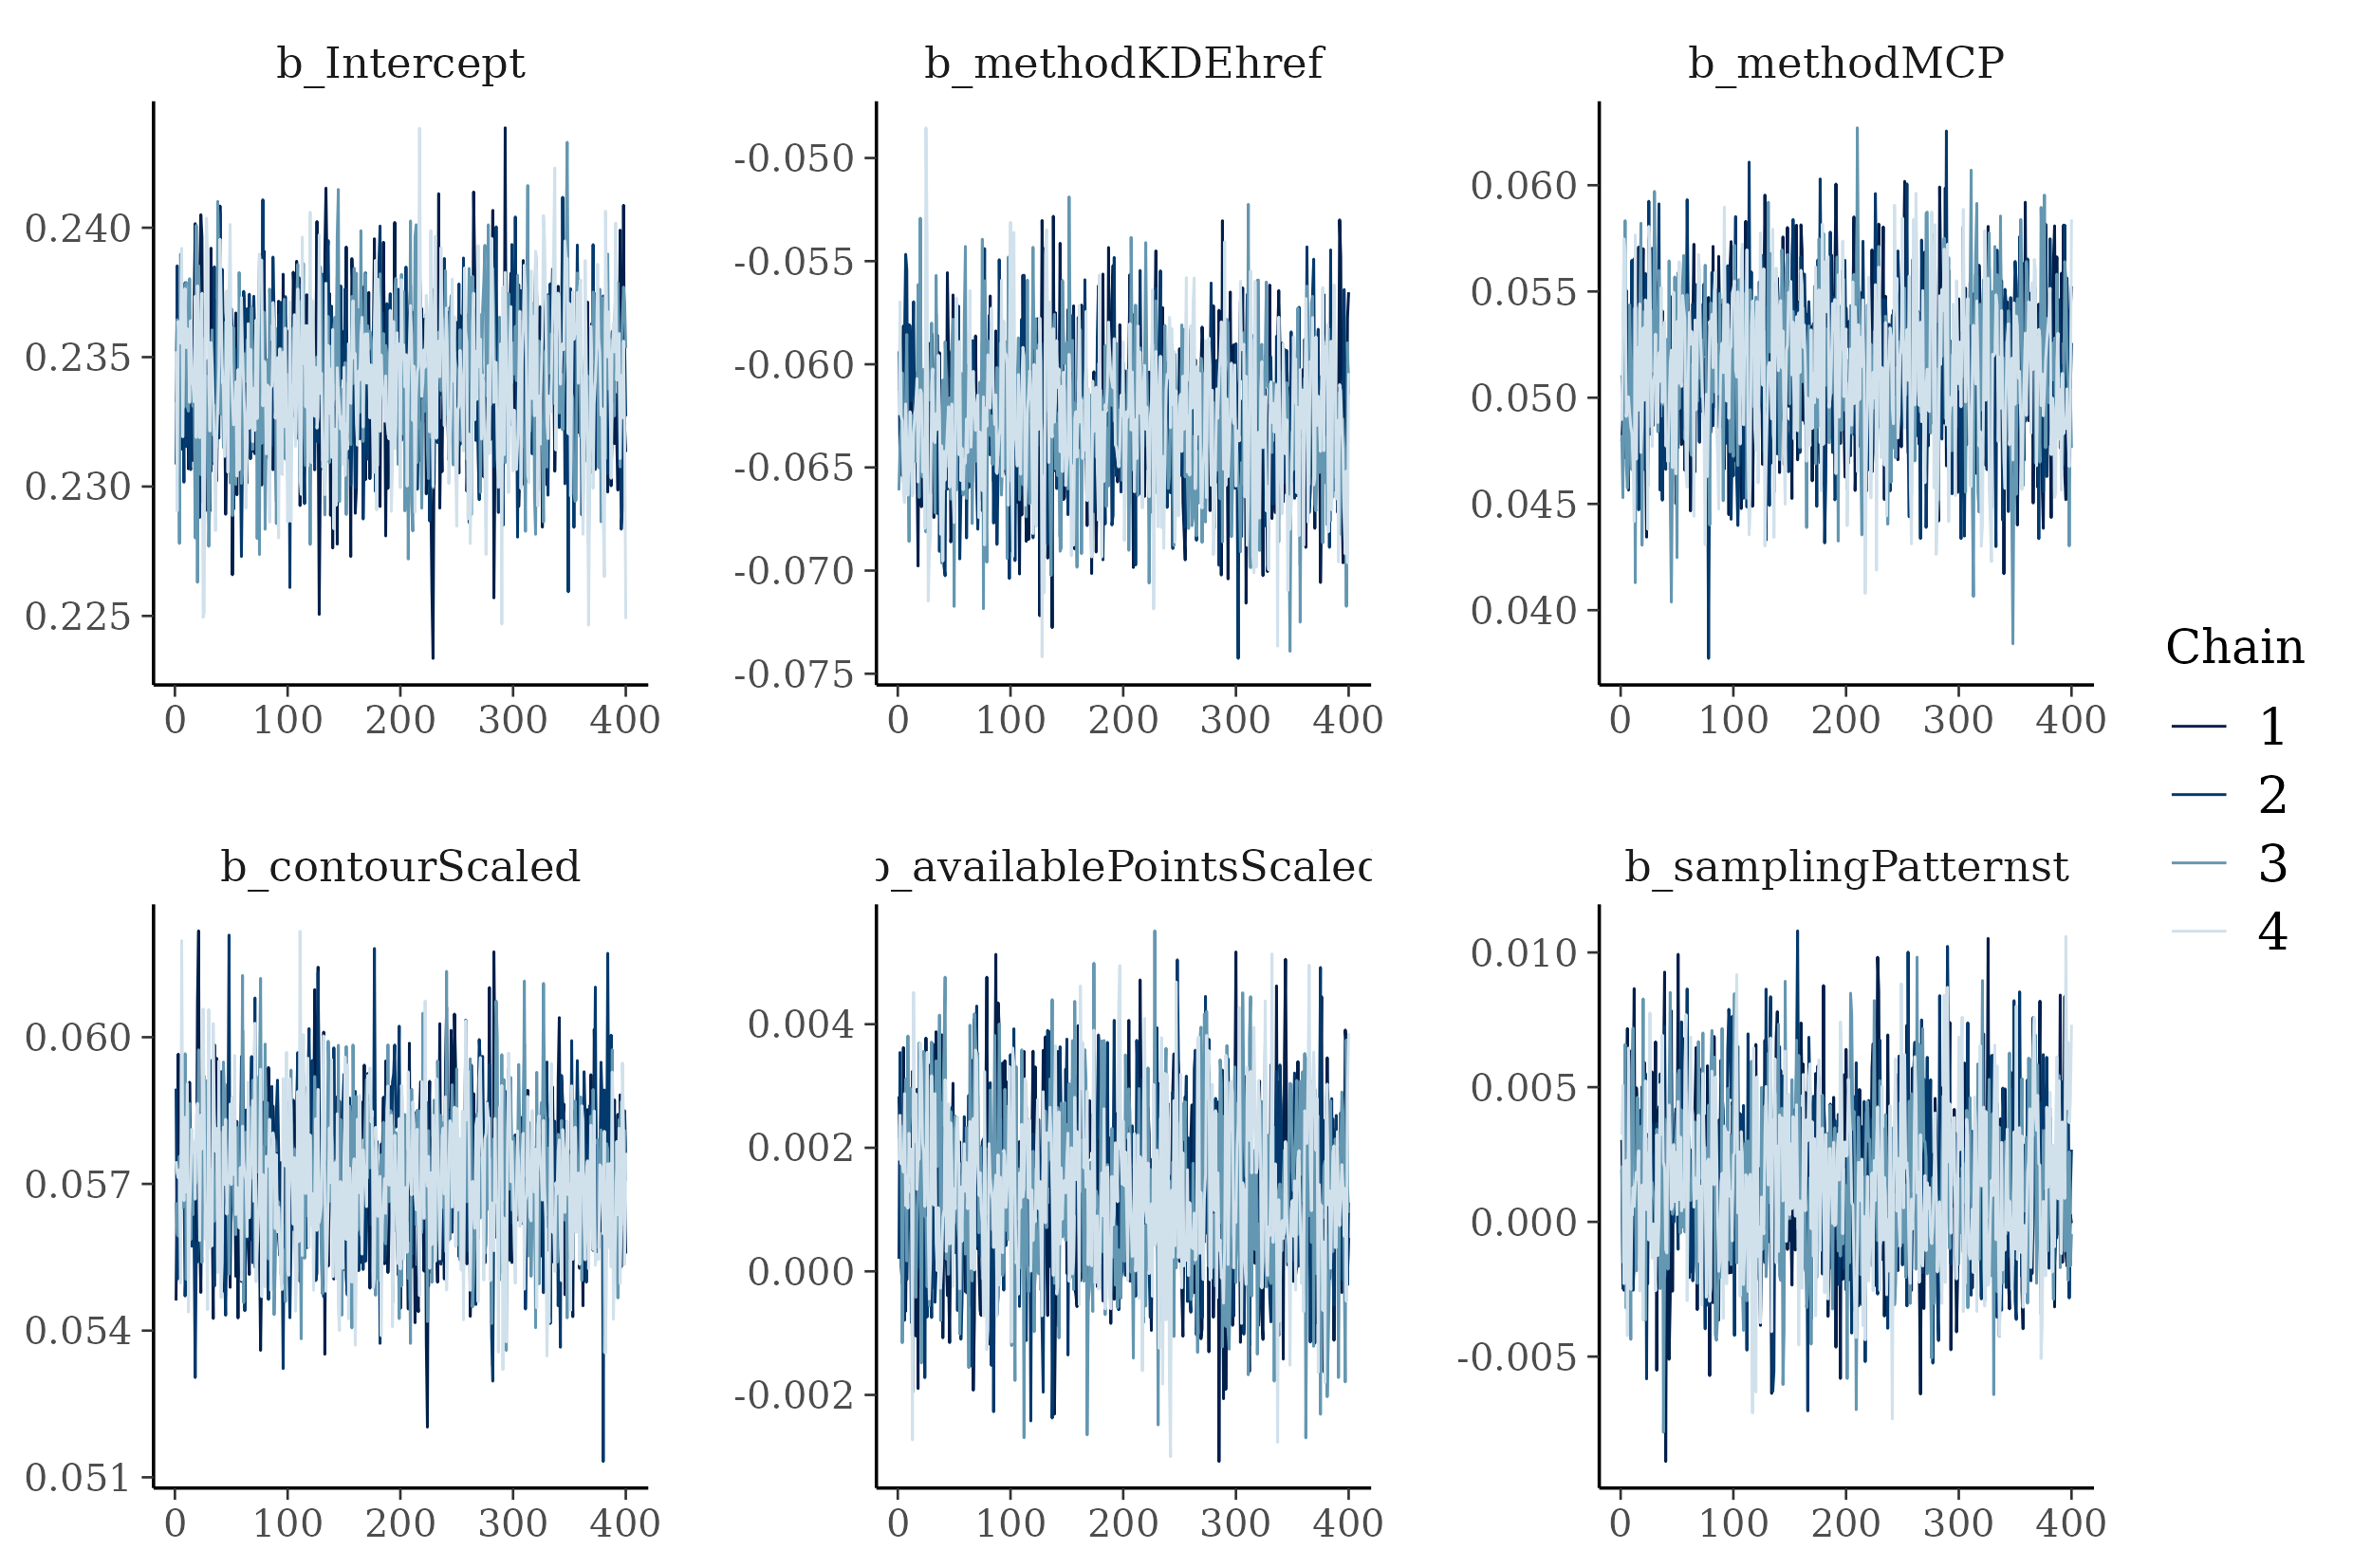 b_Intercept
b_methodKDEhref
b_methodMCP
0.240
0.235
0.230
0.225
0 100 200 300 400
-0.050
-0.055
-0.060
-0.065
-0.070
-0.075
0 100 200 300 400
0.060
0.055
0.050
0.045
0.040
0 100 200 300 400
Chain
1
2
3
4
b_contourScaled
b_availablePointsScaled
b_samplingPatternst
0.060
0.057
0.054
0.051
0 100 200 300 400
0.004
0.002
0.000
-0.002
0 100 200 300 400
0.010
0.005
0.000
-0.005
0 100 200 300 400